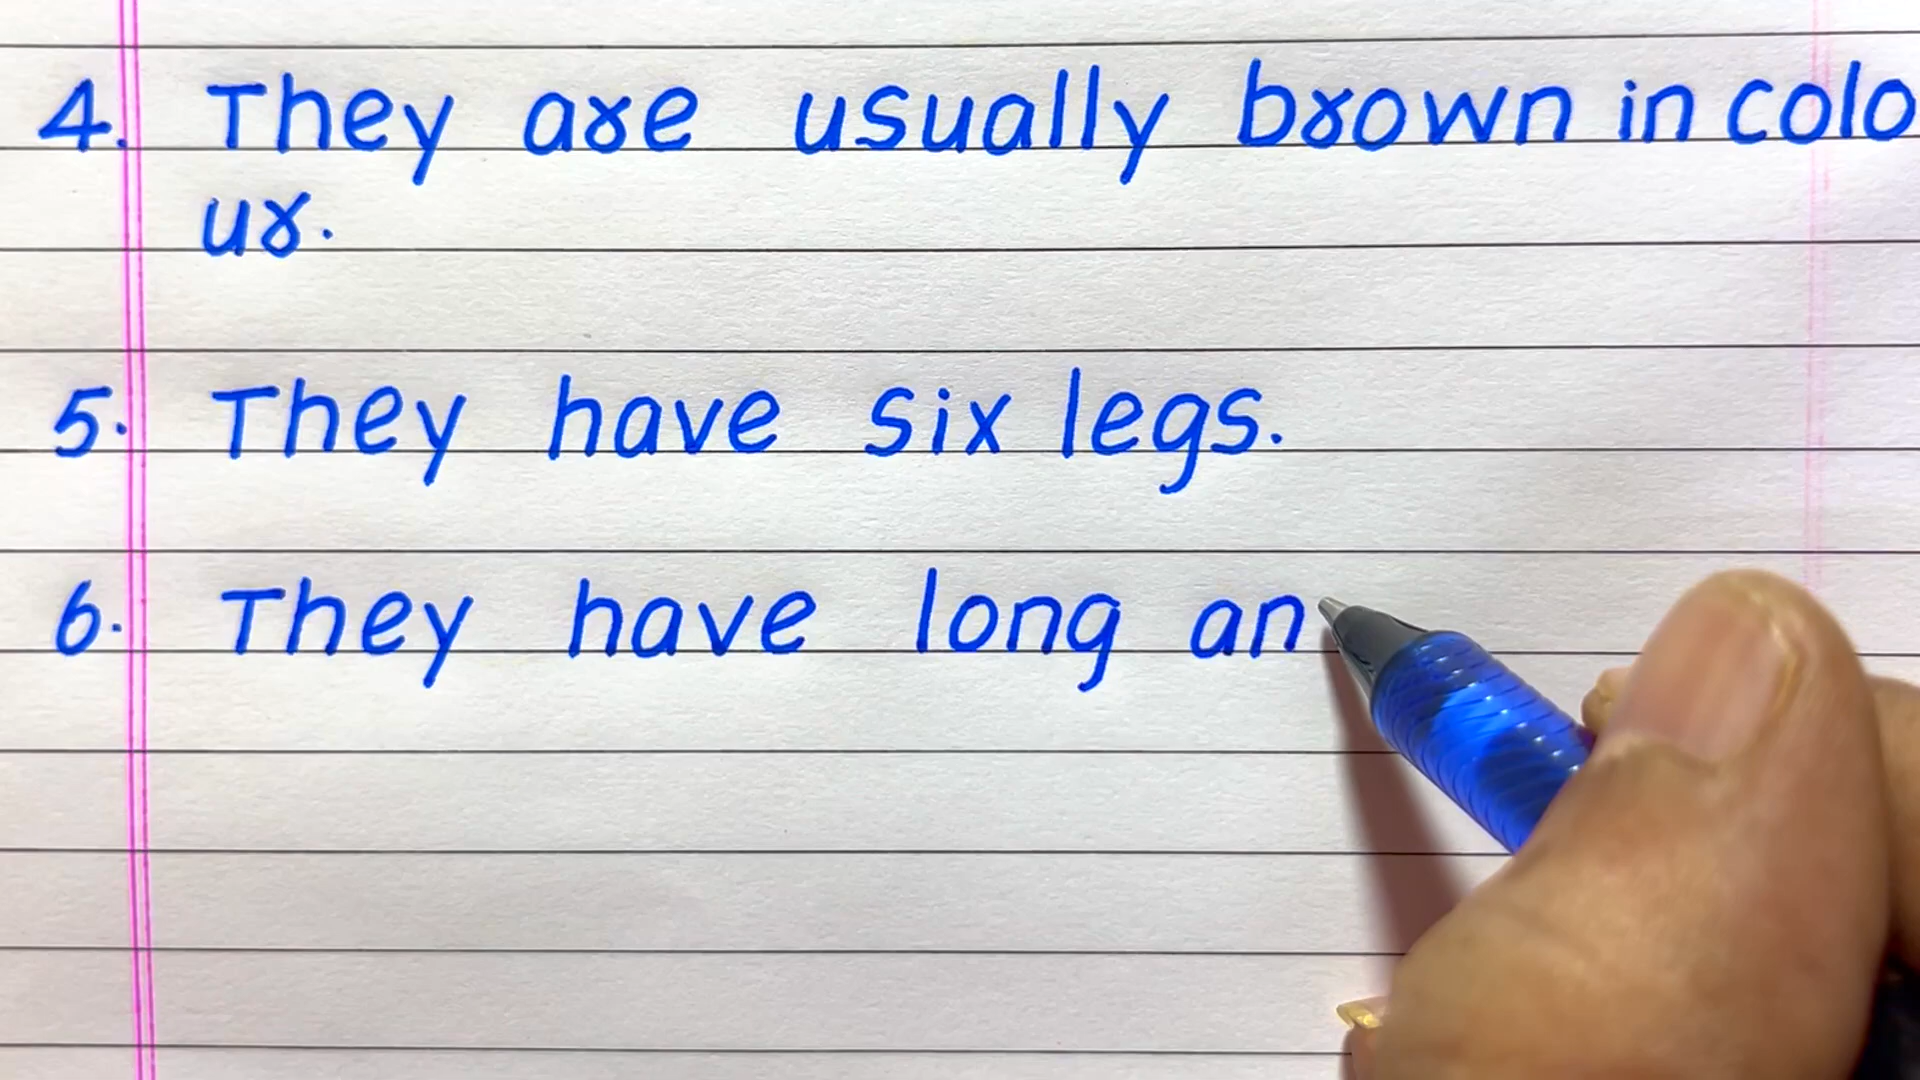 4. They are usually brown in colo
ur.
5. They have six legs.
6. They have long an